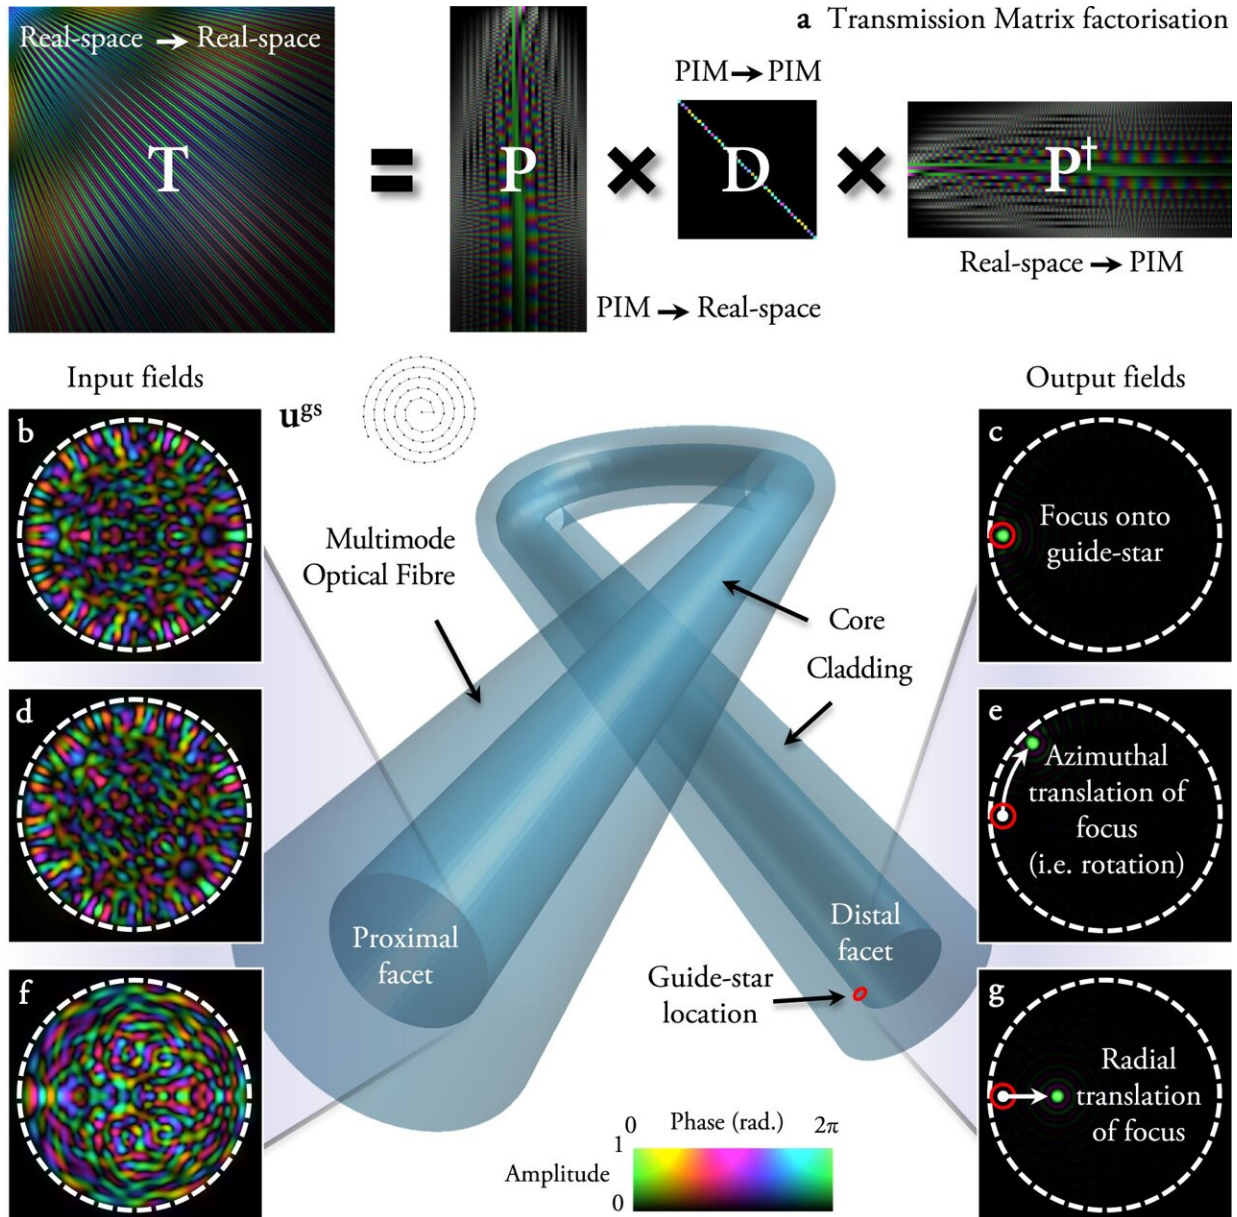 a Transmission Matrix factorisation
Real-space → Real-space
T = P × D × P†
PIM → PIM
PIM → Real-space
Real-space → PIM
Input fields
uᵍˢ
Output fields
b
c
Focus onto
guide-star
Multimode
Optical Fibre
Core
Cladding
d
e
Azimuthal
translation of
focus
(i.e. rotation)
Proximal
facet
Distal
facet
Guide-star
location
f
g
Radial
translation
of focus
0 Phase (rad.) 2π
1
Amplitude
0